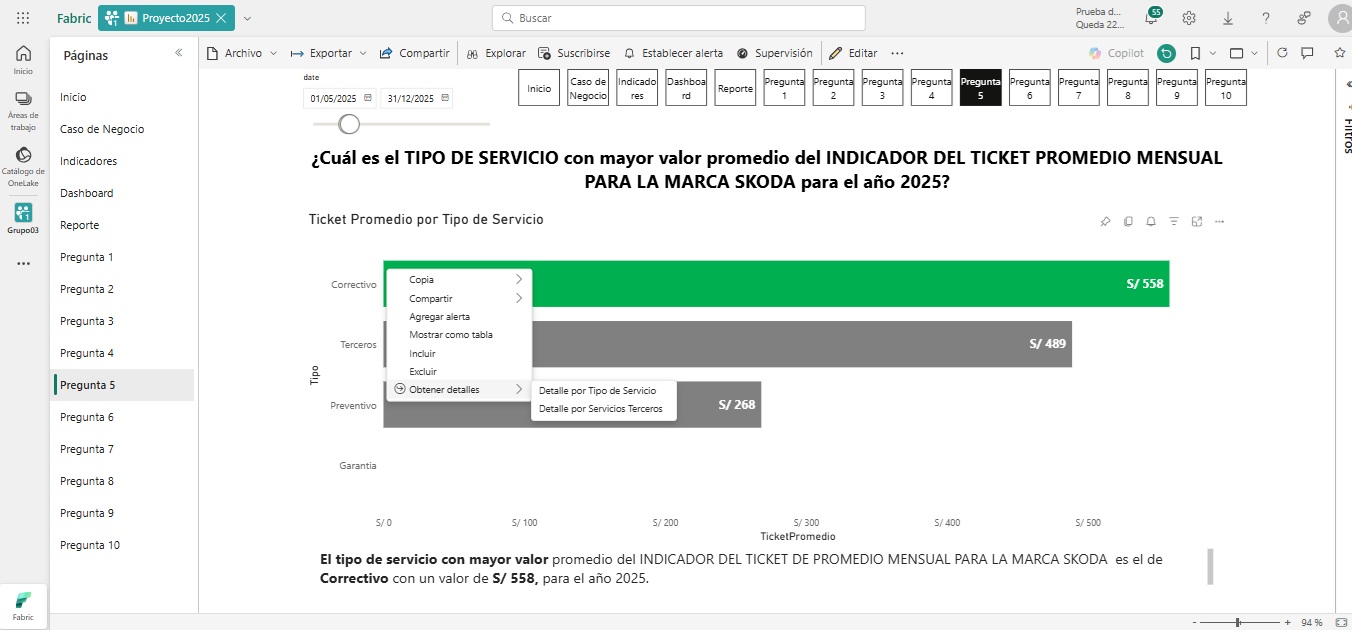 Fabric
Proyecto2025
Buscar
Prueba d...
Queda 22...
55
Inicio
Áreas de
trabajo
Catálogo de
OneLake
Grupo03
Fabric
Páginas
Inicio
Caso de Negocio
Indicadores
Dashboard
Reporte
Pregunta 1
Pregunta 2
Pregunta 3
Pregunta 4
Pregunta 5
Pregunta 6
Pregunta 7
Pregunta 8
Pregunta 9
Pregunta 10
Archivo
Exportar
Compartir
Explorar
Suscribirse
Establecer alerta
Supervisión
Editar
Copilot
date
01/05/2025
31/12/2025
Inicio
Caso de
Negocio
Indicado
res
Dashboa
rd
Reporte
Pregunta
1
Pregunta
2
Pregunta
3
Pregunta
4
Pregunta
5
Pregunta
6
Pregunta
7
Pregunta
8
Pregunta
9
Pregunta
10
Filtros
¿Cuál es el TIPO DE SERVICIO con mayor valor promedio del INDICADOR DEL TICKET PROMEDIO MENSUAL
PARA LA MARCA SKODA para el año 2025?
Ticket Promedio por Tipo de Servicio
Tipo
Correctivo
S/ 558
Terceros
S/ 489
Preventivo
S/ 268
Garantia
Copia
Compartir
Agregar alerta
Mostrar como tabla
Incluir
Excluir
Obtener detalles
Detalle por Tipo de Servicio
Detalle por Servicios Terceros
S/ 0
S/ 100
S/ 200
S/ 300
S/ 400
S/ 500
TicketPromedio
El tipo de servicio con mayor valor promedio del INDICADOR DEL TICKET DE PROMEDIO MENSUAL PARA LA MARCA SKODA es el de
Correctivo con un valor de S/ 558, para el año 2025.
- + 94 %